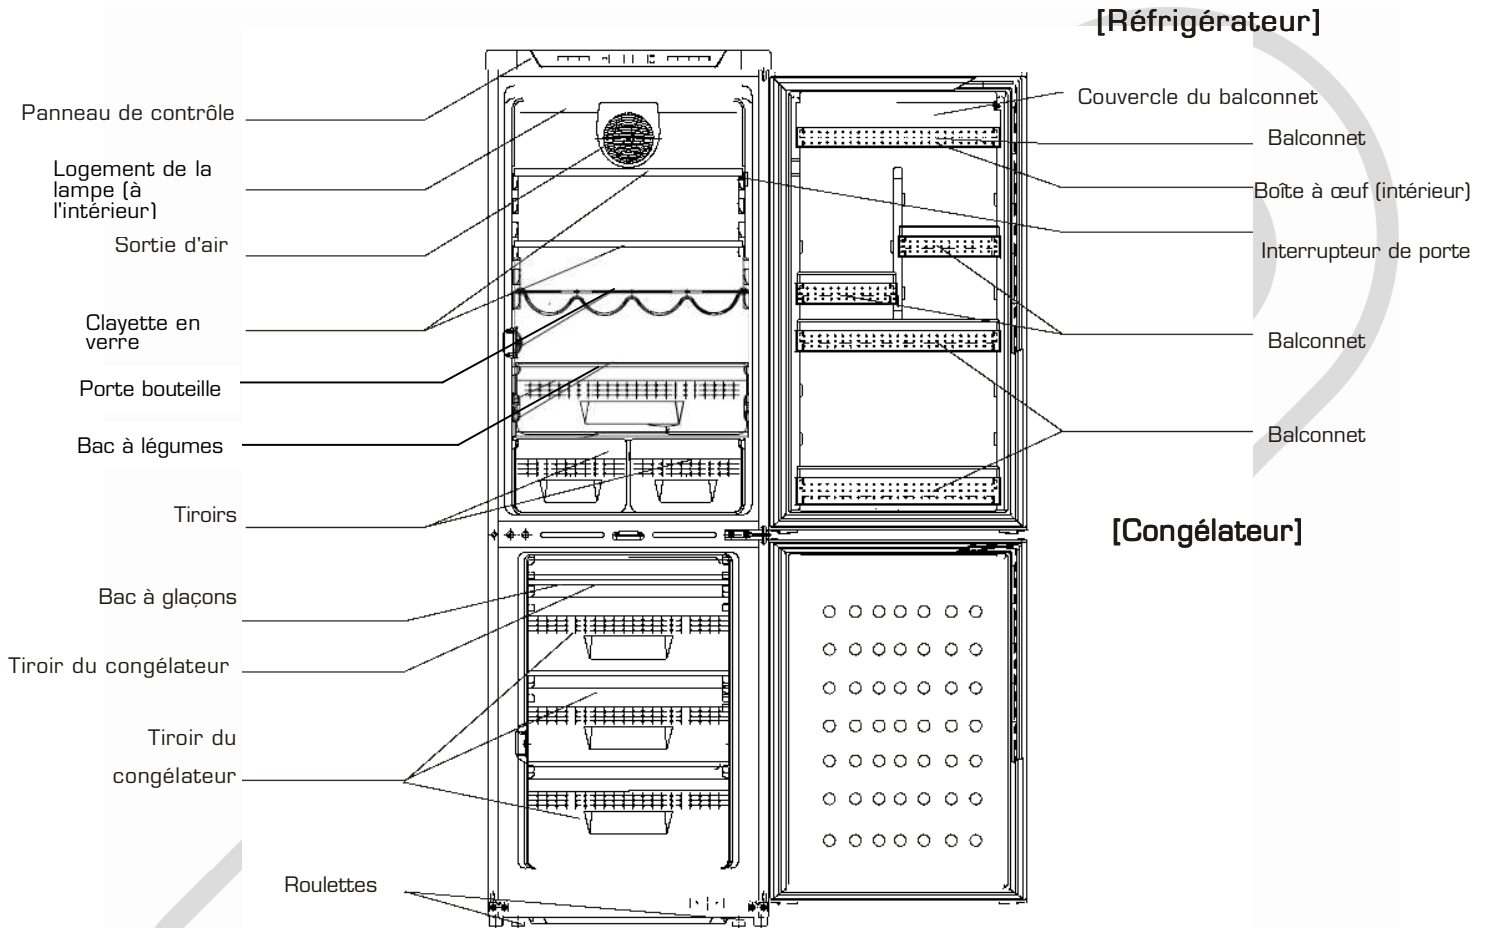 [Réfrigérateur]
Panneau de contrôle
Logement de la
lampe (à
l'intérieur)
Sortie d'air
Clayette en
verre
Porte bouteille
Bac à légumes
Tiroirs
Bac à glaçons
Tiroir du congélateur
Tiroir du
congélateur
Roulettes
Couvercle du balconnet
Balconnet
Boîte à œuf (intérieur)
Interrupteur de porte
Balconnet
Balconnet
[Congélateur]